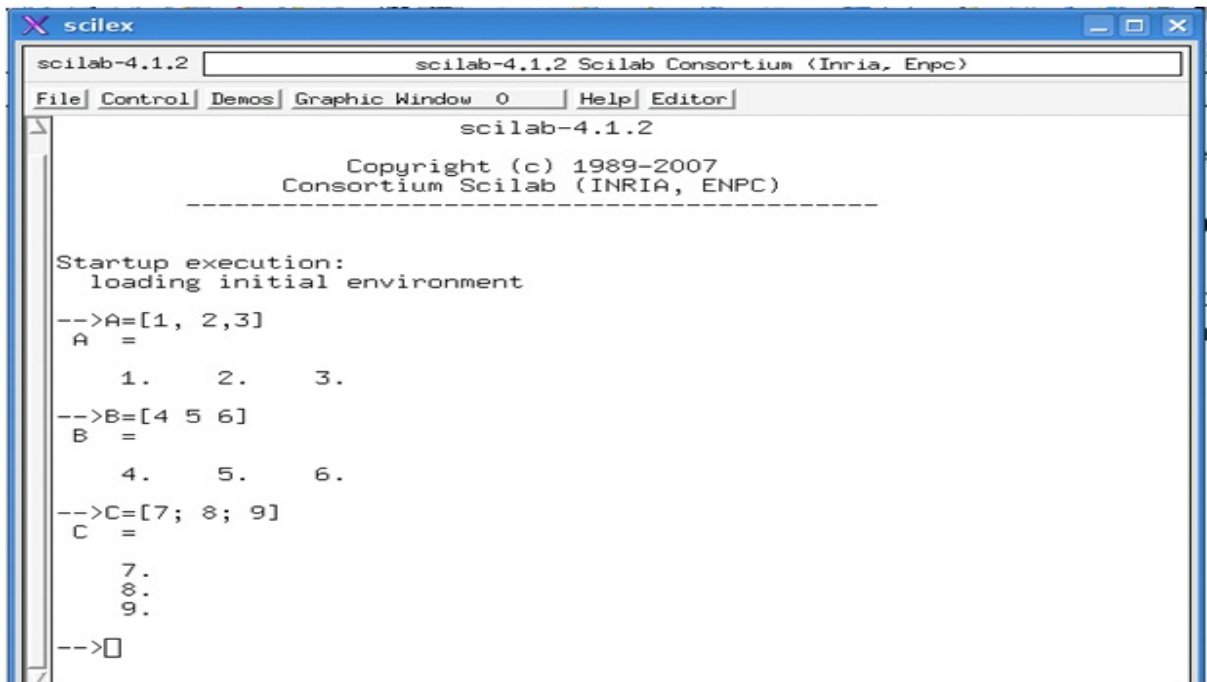 scilex
scilab-4.1.2 scilab-4.1.2 Scilab Consortium (Inria, Enpc)
File Control Demos Graphic Window 0 Help Editor
scilab-4.1.2
Copyright (c) 1989-2007
Consortium Scilab (INRIA, ENPC)
-------------------------------------------
Startup execution:
loading initial environment
-->A=[1, 2,3]
A =
1. 2. 3.
-->B=[4 5 6]
B =
4. 5. 6.
-->C=[7; 8; 9]
C =
7.
8.
9.
-->